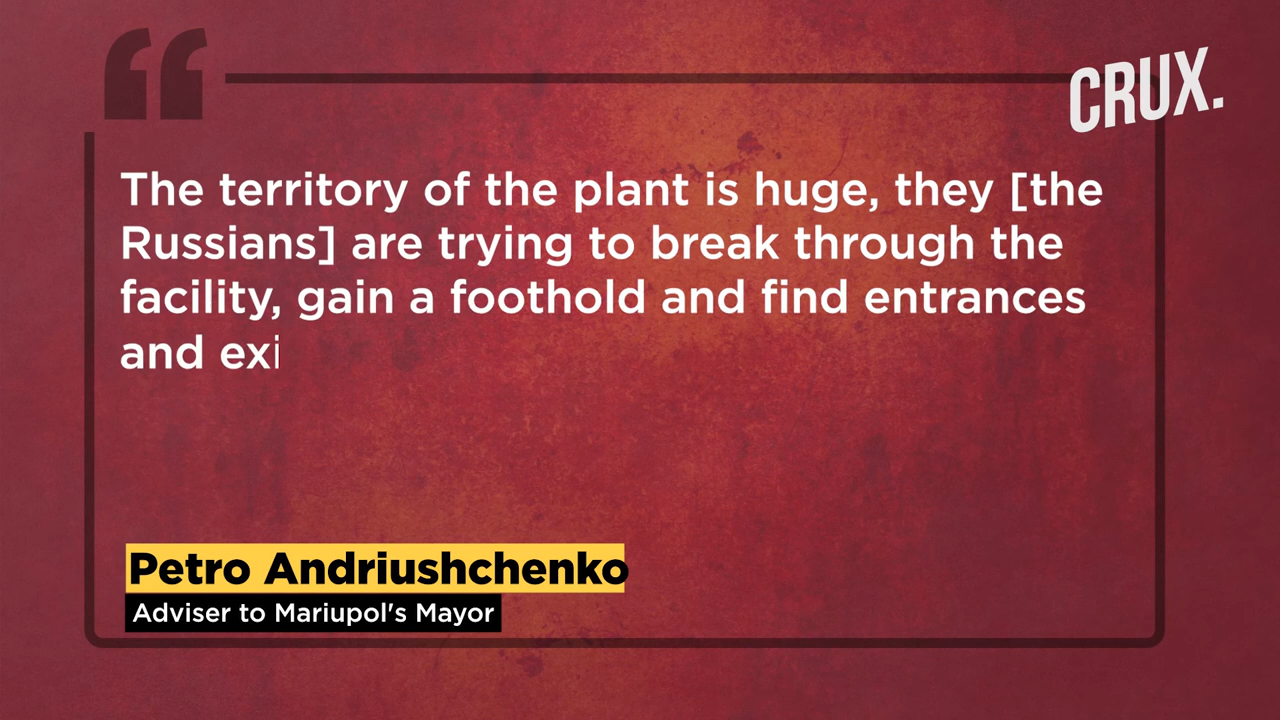 CRUX.
The territory of the plant is huge, they [the
Russians] are trying to break through the
facility, gain a foothold and find entrances
and exi
Petro Andriushchenko
Adviser to Mariupol's Mayor